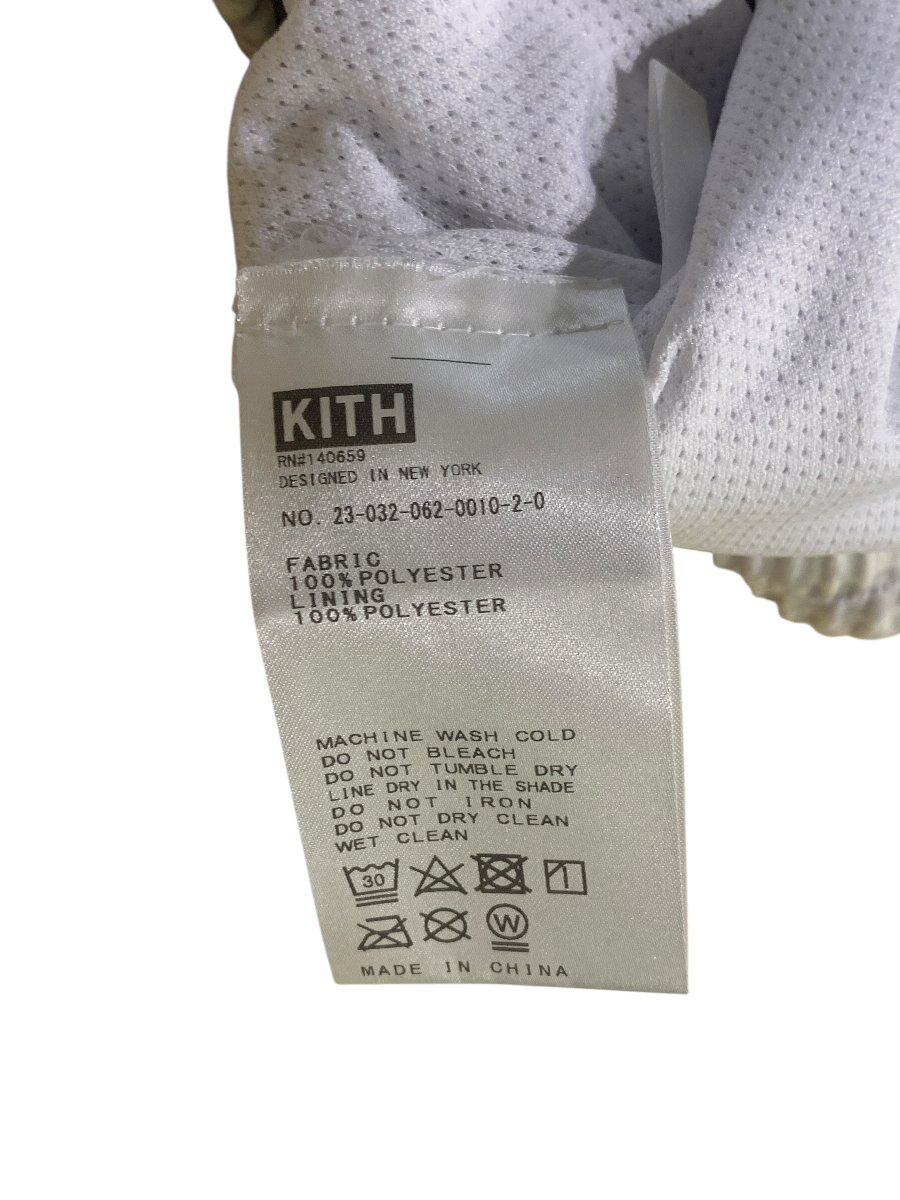 KITH
RN#140659
DESIGNED IN NEW YORK
NO. 23-032-062-0010-2-0
FABRIC
100%POLYESTER
LINING
100%POLYESTER
MACHINE WASH COLD
DO NOT BLEACH
DO NOT TUMBLE DRY
LINE DRY IN THE SHADE
DO NOT IRON
DO NOT DRY CLEAN
WET CLEAN
30
W
MADE IN CHINA